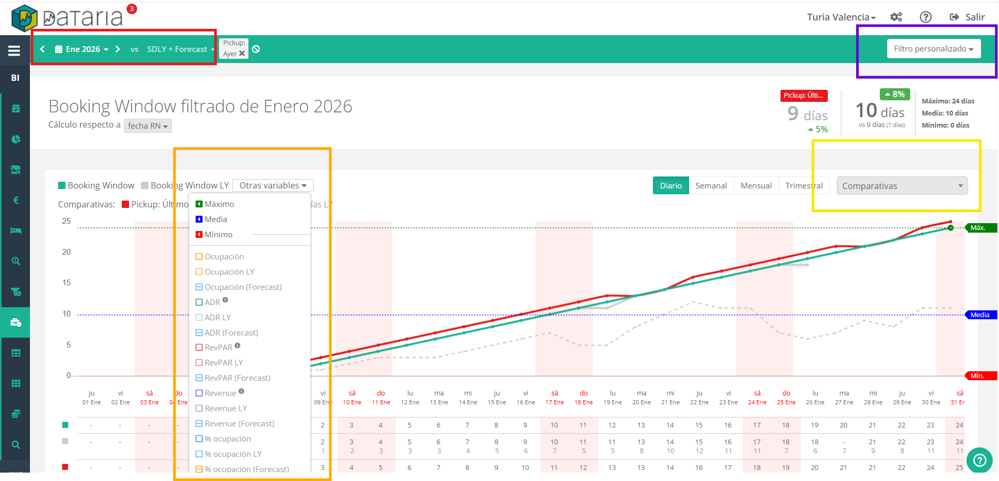 DATARIA 3
Turia Valencia
Salir
Ene 2026 vs SDLY + Forecast
Pickup:
Ayer
Filtro personalizado
BI
Booking Window filtrado de Enero 2026
Cálculo respecto a fecha RN
Pickup: Últi...
9 días
5%
8%
10 días
vs 9 días (7 días)
Máximo: 24 días
Media: 10 días
Mínimo: 0 días
Booking Window Booking Window LY Otras variables
Diario Semanal Mensual Trimestral Comparativas
Comparativas: Pickup: Último
ías LY
Máximo
Media
Mínimo
Ocupación
Ocupación LY
Ocupación (Forecast)
ADR
ADR LY
ADR (Forecast)
RevPAR
RevPAR LY
RevPAR (Forecast)
Revenue
Revenue LY
Revenue (Forecast)
% ocupación
% ocupación LY
% ocupación (Forecast)
25
20
15
10
5
0
Máx.
Media
Mín.
ju vi sá do vi sá do lu ma mi ju vi sá do lu ma mi ju vi sá do lu ma mi ju vi sá
01 Ene 02 Ene 03 Ene 04 Ene 09 Ene 10 Ene 11 Ene 12 Ene 13 Ene 14 Ene 15 Ene 16 Ene 17 Ene 18 Ene 19 Ene 20 Ene 21 Ene 22 Ene 23 Ene 24 Ene 25 Ene 26 Ene 27 Ene 28 Ene 29 Ene 30 Ene 31 En
- - - - 2 3 4 5 6 7 8 9 10 11 12 13 14 15 16 17 18 19 20 21 22 23 24
- - - - 2 3 4 5 6 7 8 9 10 11 11 13 14 15 16 17 18 18 - 21 22 23 24
1 2 3 3 3 4 5 6 7 5 5 8 10 12 11 11 7 6 7 9 8 11 11
- - - - 3 4 5 6 7 8 9 10 11 12 13 13 14 16 17 18 19 20 21 21 22 24 25